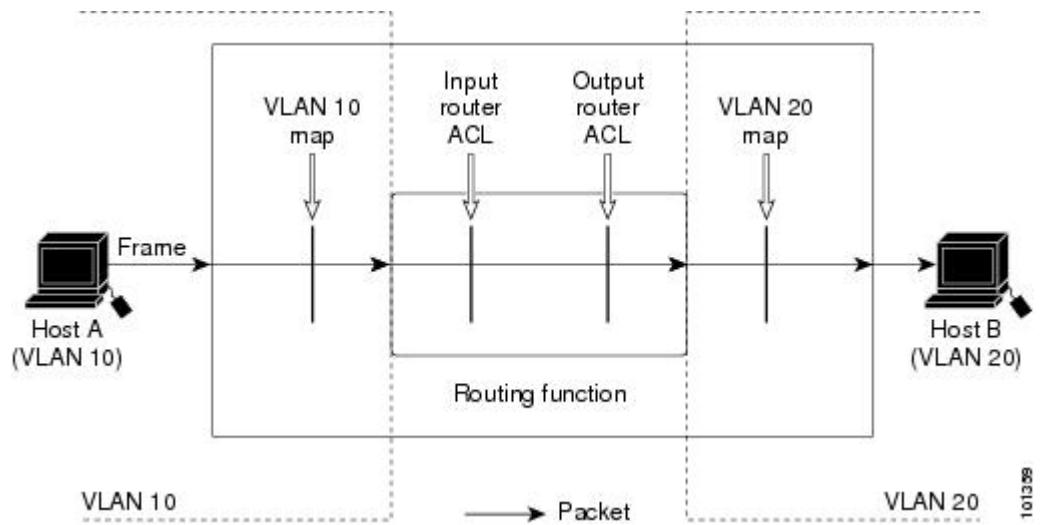 VLAN 10
map
Input
router
ACL
Output
router
ACL
VLAN 20
map
Frame
Host A
(VLAN 10)
Host B
(VLAN 20)
Routing function
VLAN 10
Packet
VLAN 20
101359